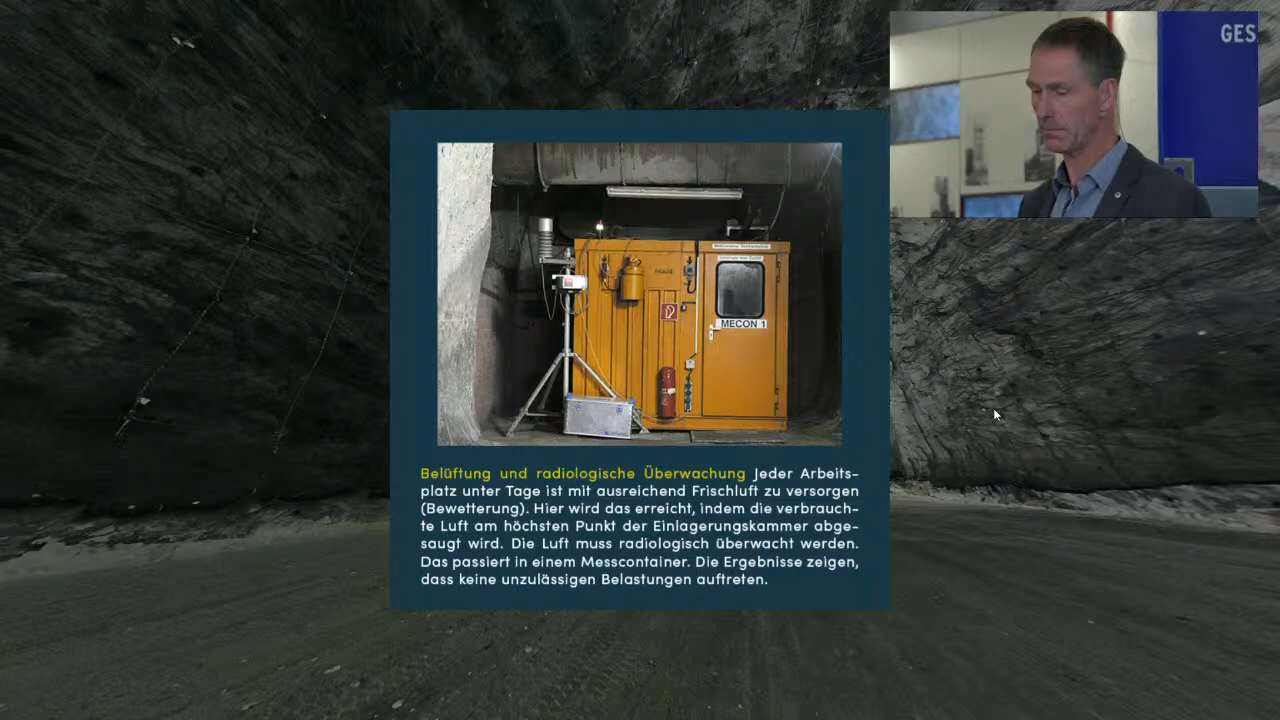 GES
MECON 1
Belüftung und radiologische Überwachung Jeder Arbeits-
platz unter Tage ist mit ausreichend Frischluft zu versorgen
(Bewetterung). Hier wird das erreicht, indem die verbrauch-
te Luft am höchsten Punkt der Einlagerungskammer abge-
saugt wird. Die Luft muss radiologisch überwacht werden.
Das passiert in einem Messcontainer. Die Ergebnisse zeigen,
dass keine unzulässigen Belastungen auftreten.